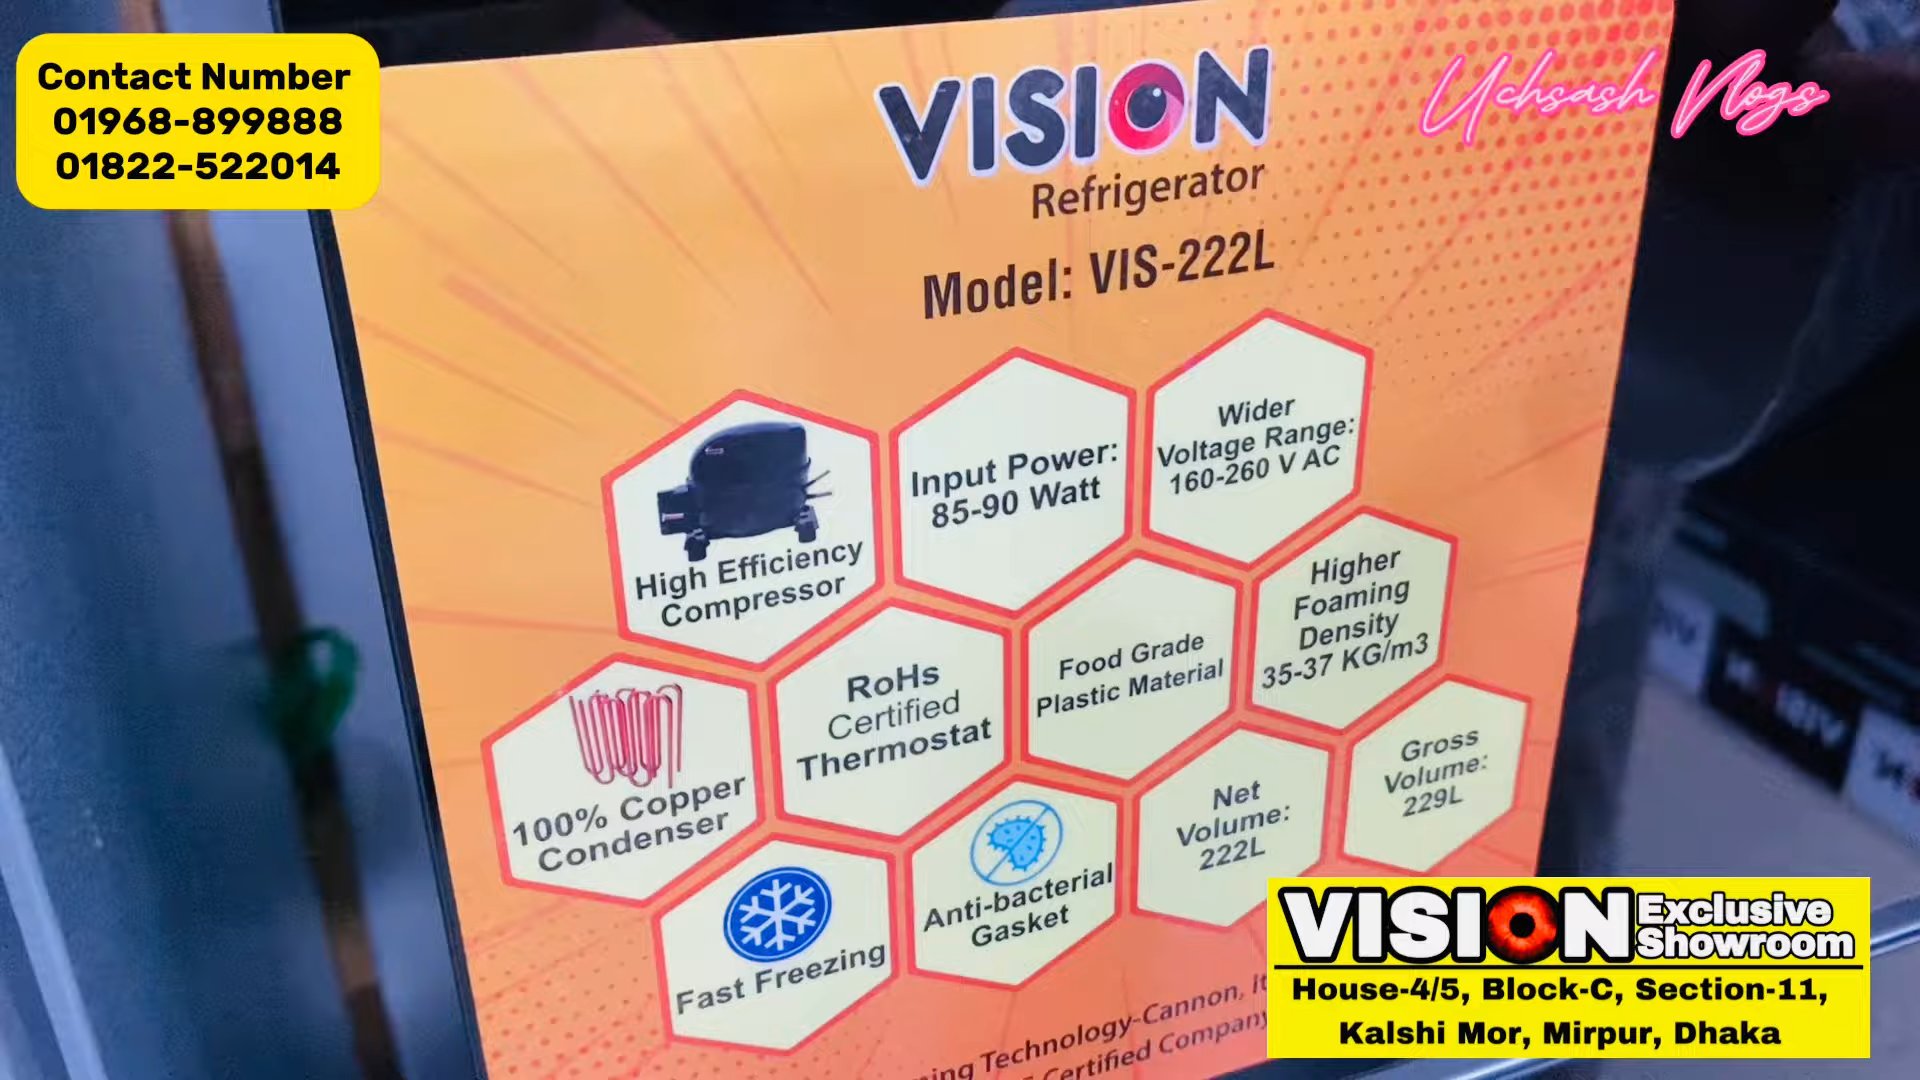 Contact Number
01968-899888
01822-522014
Uchsash Vlogs
VISION
Refrigerator
Model: VIS-222L
High Efficiency
Compressor
Input Power:
85-90 Watt
Wider
Voltage Range:
160-260 V AC
100% Copper
Condenser
RoHs
Certified
Thermostat
Food Grade
Plastic Material
Higher
Foaming
Density
35-37 KG/m3
Fast Freezing
Anti-bacterial
Gasket
Net
Volume:
222L
Gross
Volume:
229L
Technology-Cannon,
Certified Company
VISION Exclusive
Showroom
House-4/5, Block-C, Section-11,
Kalshi Mor, Mirpur, Dhaka